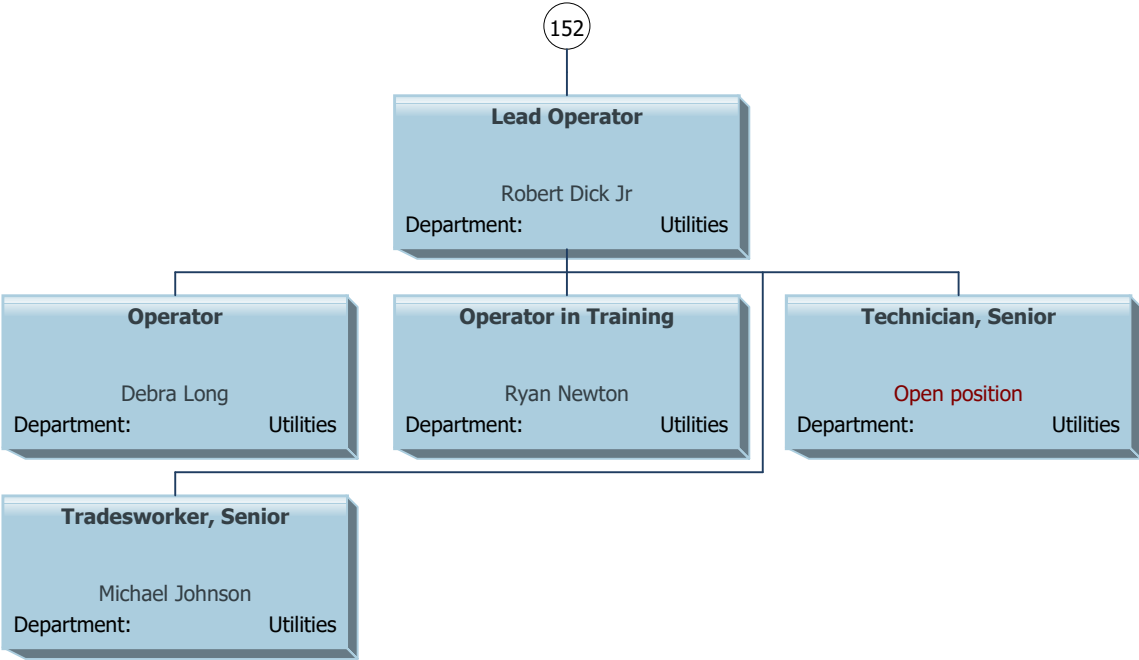 152
Lead Operator
Robert Dick Jr
Department: Utilities
Operator
Debra Long
Department: Utilities
Operator in Training
Ryan Newton
Department: Utilities
Technician, Senior
Open position
Department: Utilities
Tradesworker, Senior
Michael Johnson
Department: Utilities